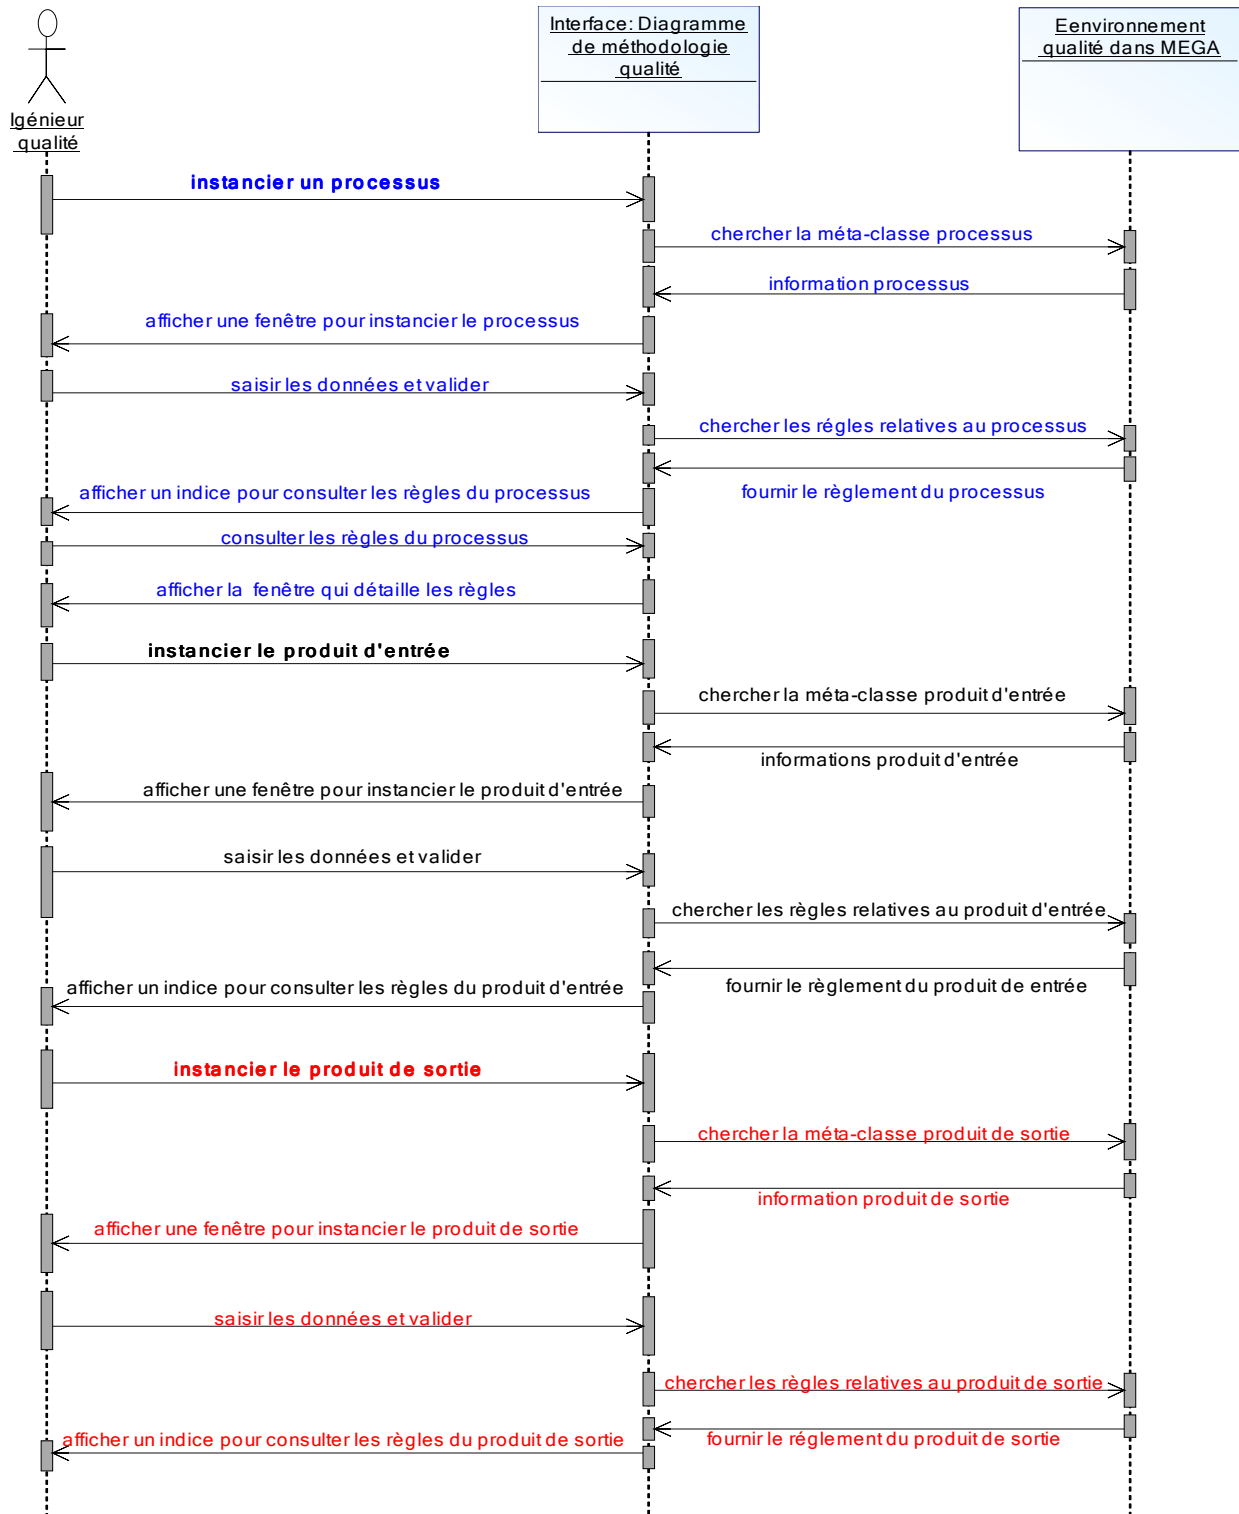 Igénieur
qualité
Interface: Diagramme
de méthodologie
qualité
Eenvironnement
qualité dans MEGA
instancier un processus
chercher la méta-classe processus
information processus
afficher une fenêtre pour instancier le processus
saisir les données et valider
chercher les régles relatives au processus
fournir le règlement du processus
afficher un indice pour consulter les règles du processus
consulter les règles du processus
afficher la fenêtre qui détaille les règles
instancier le produit d'entrée
chercher la méta-classe produit d'entrée
informations produit d'entrée
afficher une fenêtre pour instancier le produit d'entrée
saisir les données et valider
chercher les règles relatives au produit d'entrée
fournir le règlement du produit de entrée
afficher un indice pour consulter les règles du produit d'entrée
instancier le produit de sortie
chercher la méta-classe produit de sortie
information produit de sortie
afficher une fenêtre pour instancier le produit de sortie
saisir les données et valider
chercher les règles relatives au produit de sortie
fournir le réglement du produit de sortie
afficher un indice pour consulter les règles du produit de sortie